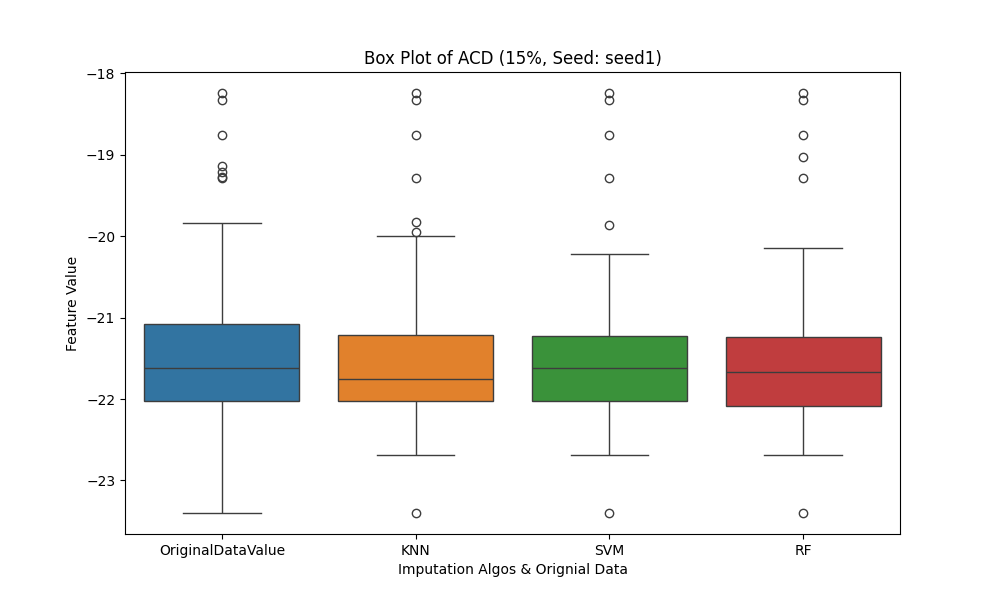 Box Plot of ACD (15%, Seed: seed1)
−18
−19
−20
−21
−22
−23
Feature Value
OriginalDataValue
KNN
SVM
RF
Imputation Algos & Orignial Data